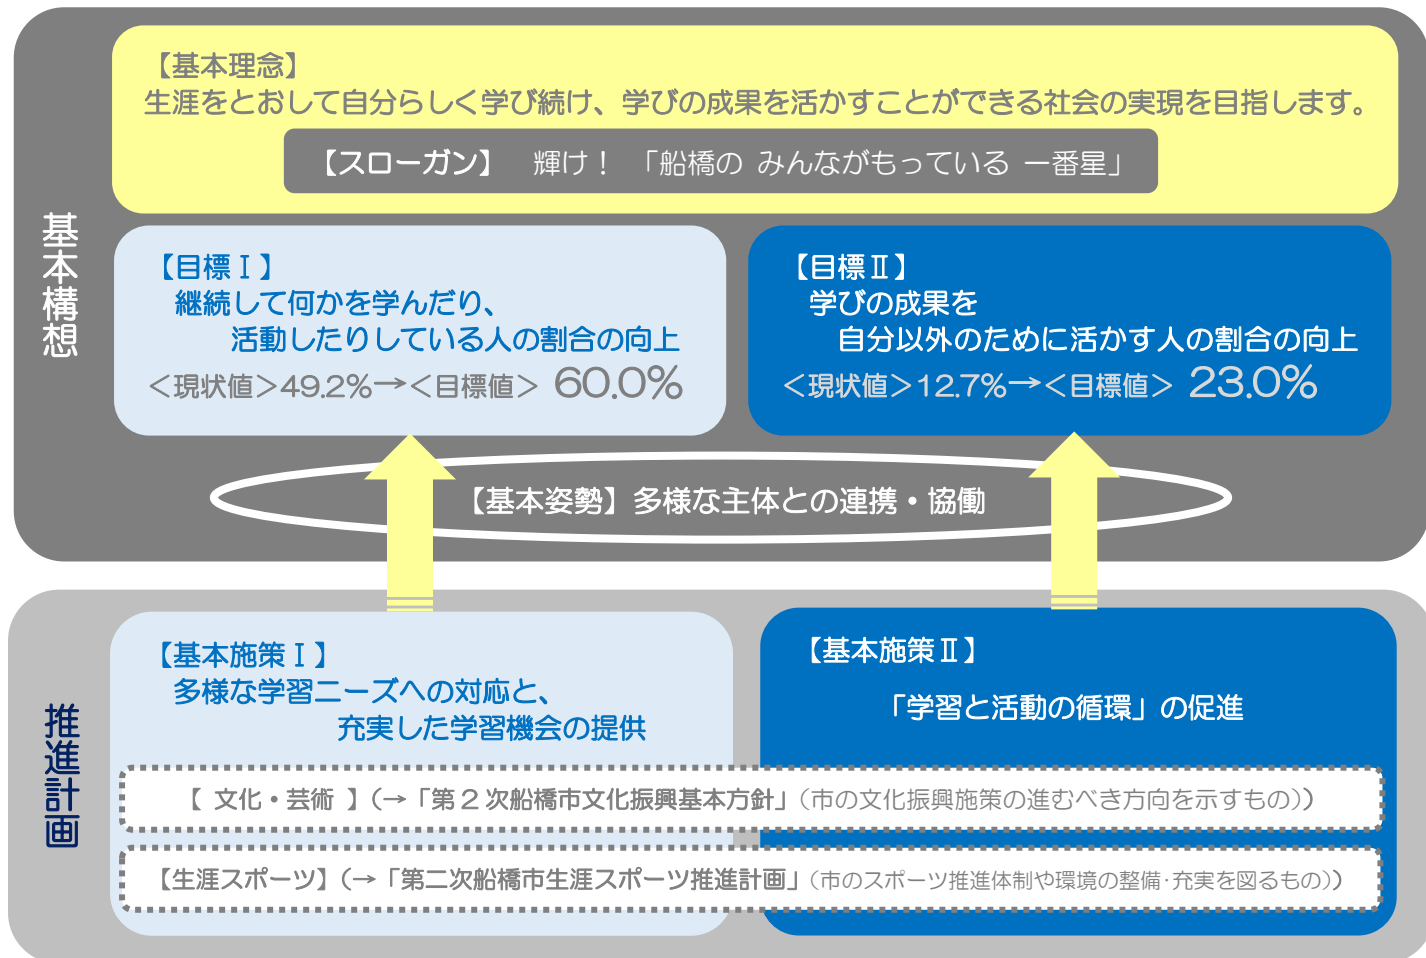 基本構想
【基本理念】
生涯をとおして自分らしく学び続け、学びの成果を活かすことができる社会の実現を目指します。
【スローガン】 輝け！ 「船橋の みんながもっている 一番星」
【目標Ⅰ】
継続して何かを学んだり、
活動したりしている人の割合の向上
＜現状値＞49.2%→＜目標値＞ 60.0%
【目標Ⅱ】
学びの成果を
自分以外のために活かす人の割合の向上
＜現状値＞12.7%→＜目標値＞ 23.0%
【基本姿勢】多様な主体との連携・協働
推進計画
【基本施策Ⅰ】
多様な学習ニーズへの対応と、
充実した学習機会の提供
【基本施策Ⅱ】
「学習と活動の循環」の促進
【 文化・芸術 】（→「第２次船橋市文化振興基本方針」（市の文化振興施策の進むべき方向を示すもの））
【生涯スポーツ】（→「第二次船橋市生涯スポーツ推進計画」（市のスポーツ推進体制や環境の整備・充実を図るもの））